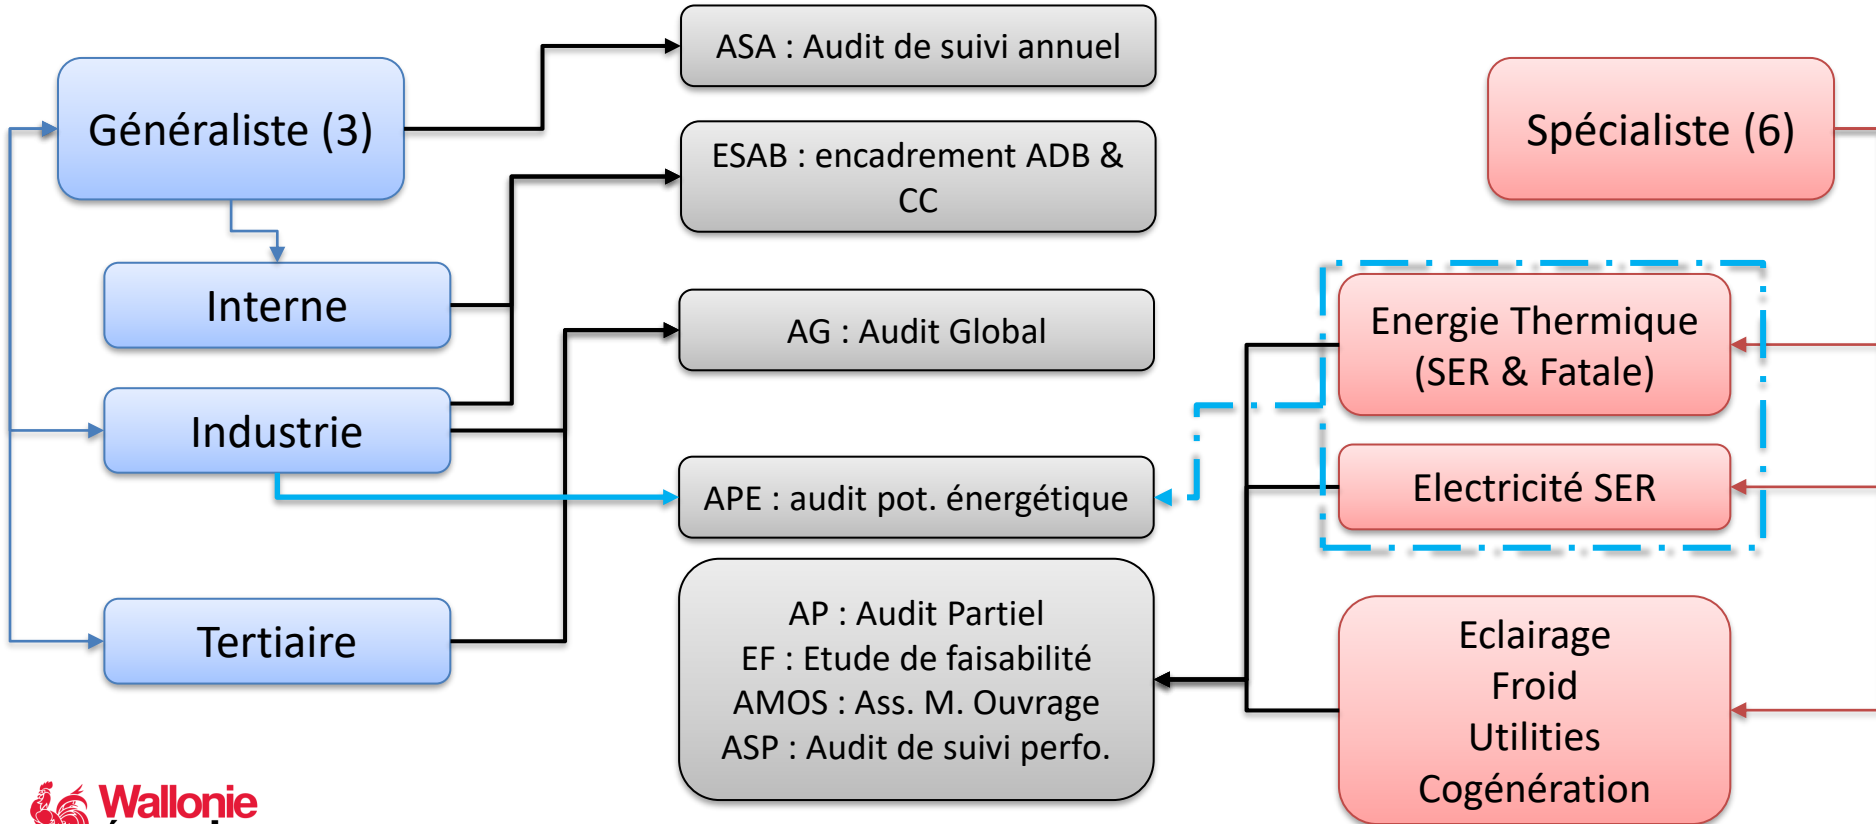 ASA : Audit de suivi annuel
Généraliste (3)
Spécialiste (6)
ESAB : encadrement ADB &
CC
Interne
AG : Audit Global
Energie Thermique
(SER & Fatale)
Industrie
APE : audit pot. énergétique
Electricité SER
Tertiaire
AP : Audit Partiel
EF : Etude de faisabilité
AMOS : Ass. M. Ouvrage
ASP : Audit de suivi perfo.
Eclairage
Froid
Utilities
Cogénération
Wallonie